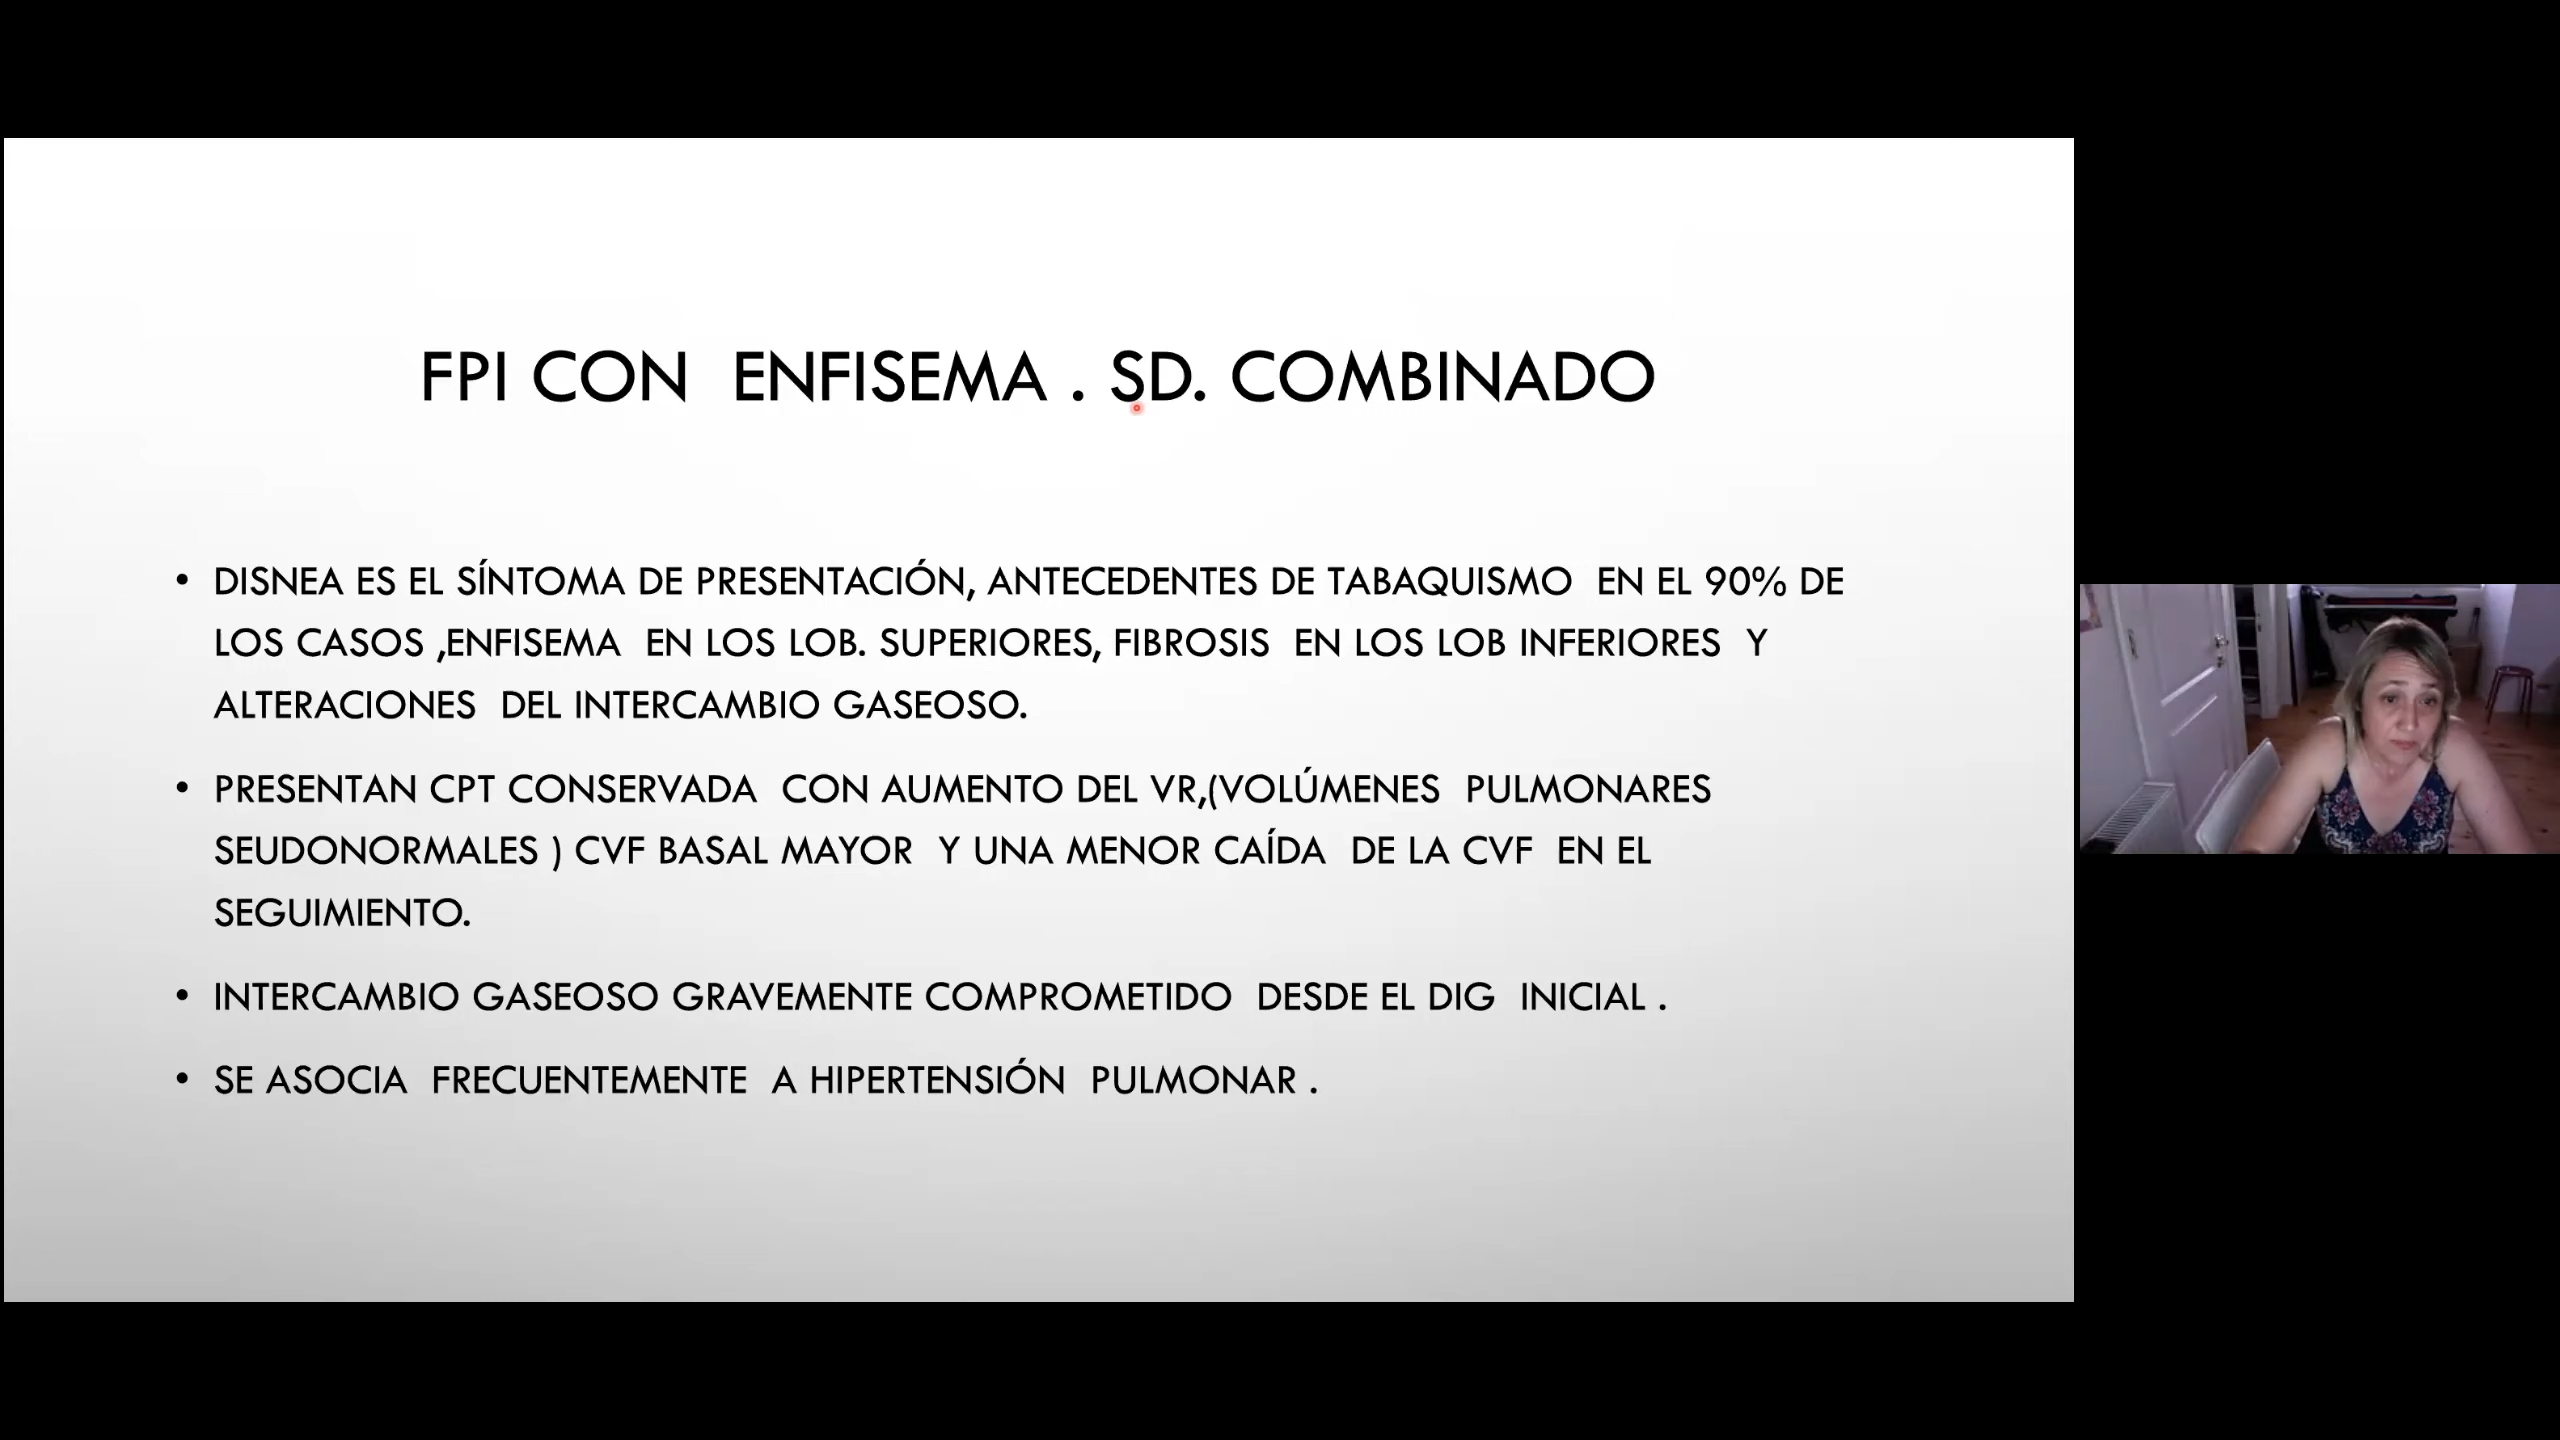 FPI CON ENFISEMA . SD. COMBINADO
• DISNEA ES EL SÍNTOMA DE PRESENTACIÓN, ANTECEDENTES DE TABAQUISMO EN EL 90% DE
LOS CASOS ,ENFISEMA EN LOS LOB. SUPERIORES, FIBROSIS EN LOS LOB INFERIORES Y
ALTERACIONES DEL INTERCAMBIO GASEOSO.
• PRESENTAN CPT CONSERVADA CON AUMENTO DEL VR,(VOLÚMENES PULMONARES
SEUDONORMALES ) CVF BASAL MAYOR Y UNA MENOR CAÍDA DE LA CVF EN EL
SEGUIMIENTO.
• INTERCAMBIO GASEOSO GRAVEMENTE COMPROMETIDO DESDE EL DIG INICIAL .
• SE ASOCIA FRECUENTEMENTE A HIPERTENSIÓN PULMONAR .